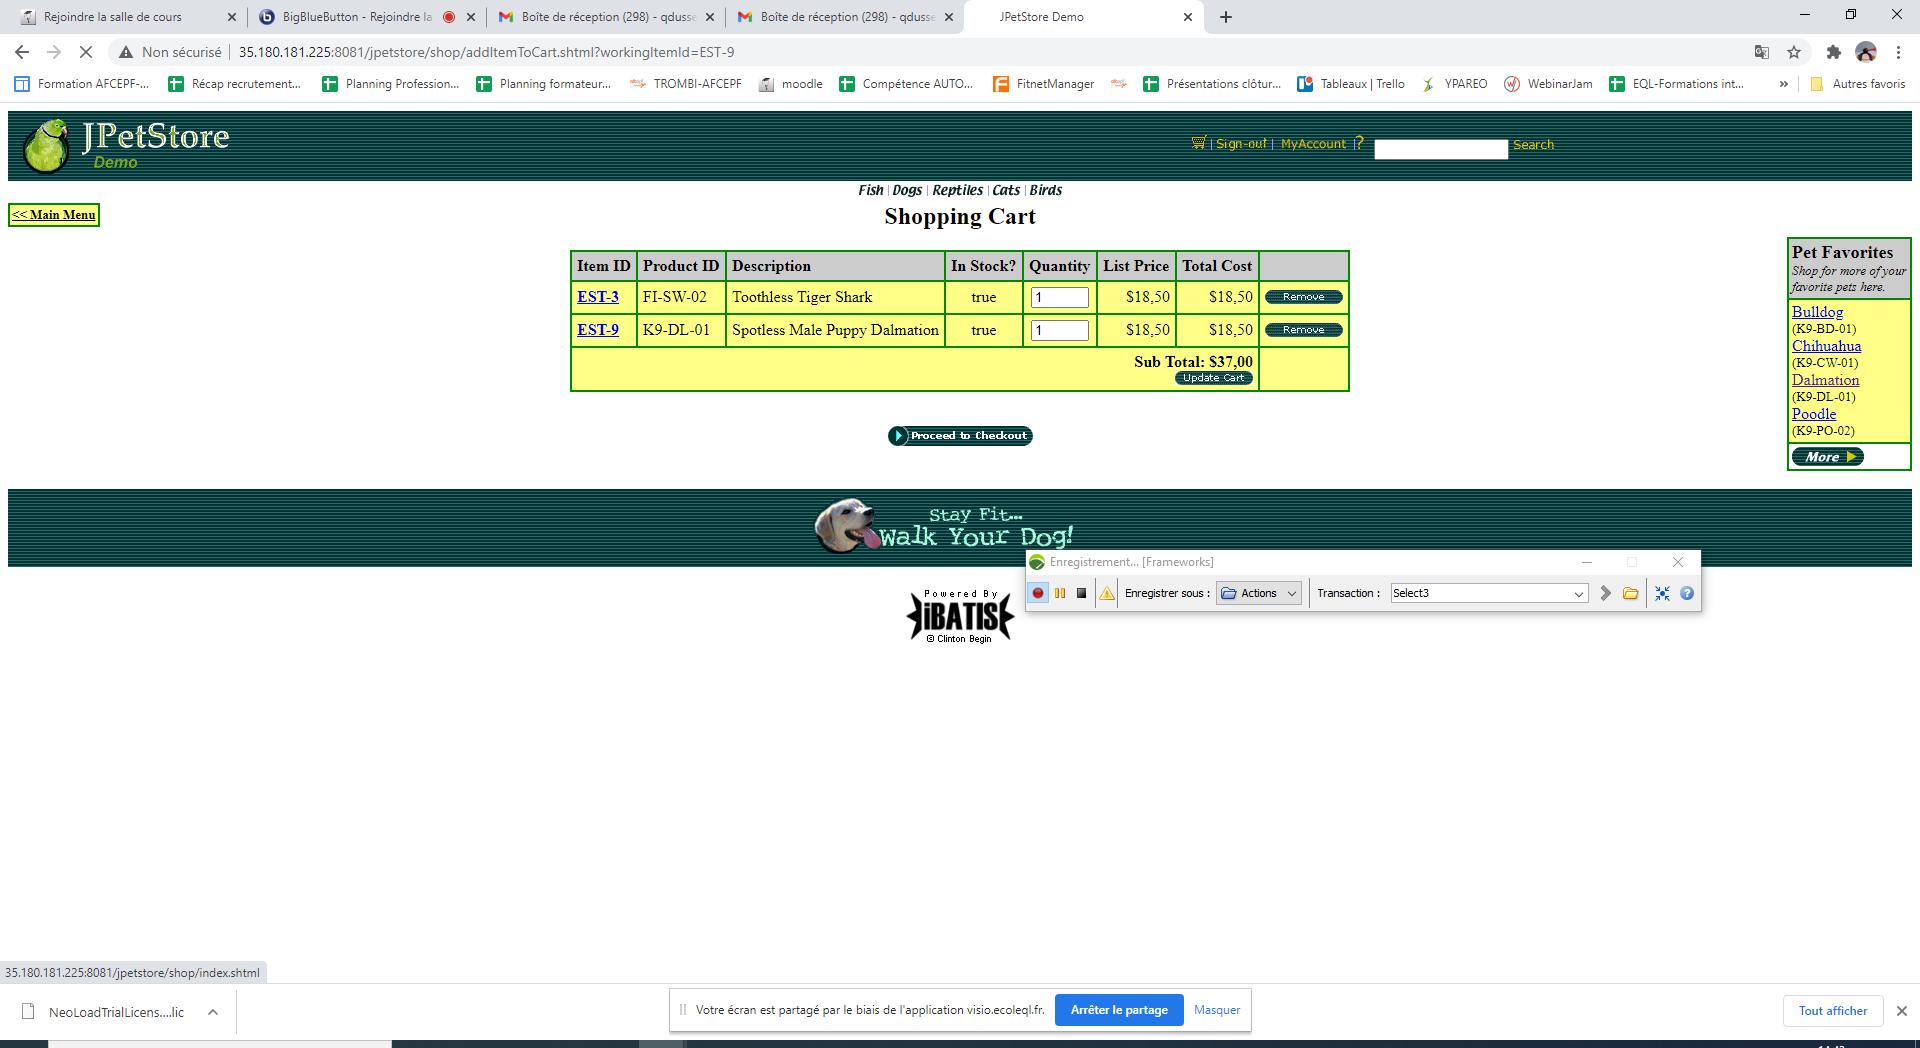 Rejoindre la salle de cours
BigBlueButton - Rejoindre la
Boîte de réception (298) - qdusse
Boîte de réception (298) - qdusse
JPetStore Demo
Non sécurisé | 35.180.181.225:8081/jpetstore/shop/addItemToCart.shtml?workingItemId=EST-9
Formation AFCEPF-... Récap recrutement... Planning Profession... Planning formateur... TROMBI-AFCEPF moodle Compétence AUTO... FitnetManager Présentations clôtur... Tableaux | Trello YPAREO WebinarJam EQL-Formations int... » Autres favoris
JPetStore
Demo
| Sign-out | MyAccount | ? Search
Fish | Dogs | Reptiles | Cats | Birds
<< Main Menu
Shopping Cart
Item ID Product ID Description In Stock? Quantity List Price Total Cost
EST-3 FI-SW-02 Toothless Tiger Shark true 1 $18,50 $18,50 Remove
EST-9 K9-DL-01 Spotless Male Puppy Dalmation true 1 $18,50 $18,50 Remove
Sub Total: $37,00
Update Cart
Proceed to Checkout
Pet Favorites
Shop for more of your
favorite pets here.
Bulldog
(K9-BD-01)
Chihuahua
(K9-CW-01)
Dalmation
(K9-DL-01)
Poodle
(K9-PO-02)
More
Stay Fit...
Walk Your Dog!
Enregistrement... [Frameworks]
Enregistrer sous : Actions Transaction : Select3
Powered By
iBATIS
© Clinton Begin
35.180.181.225:8081/jpetstore/shop/index.shtml
NeoLoadTrialLicens....lic
Votre écran est partagé par le biais de l'application visio.ecoleql.fr. Arrêter le partage Masquer
Tout afficher